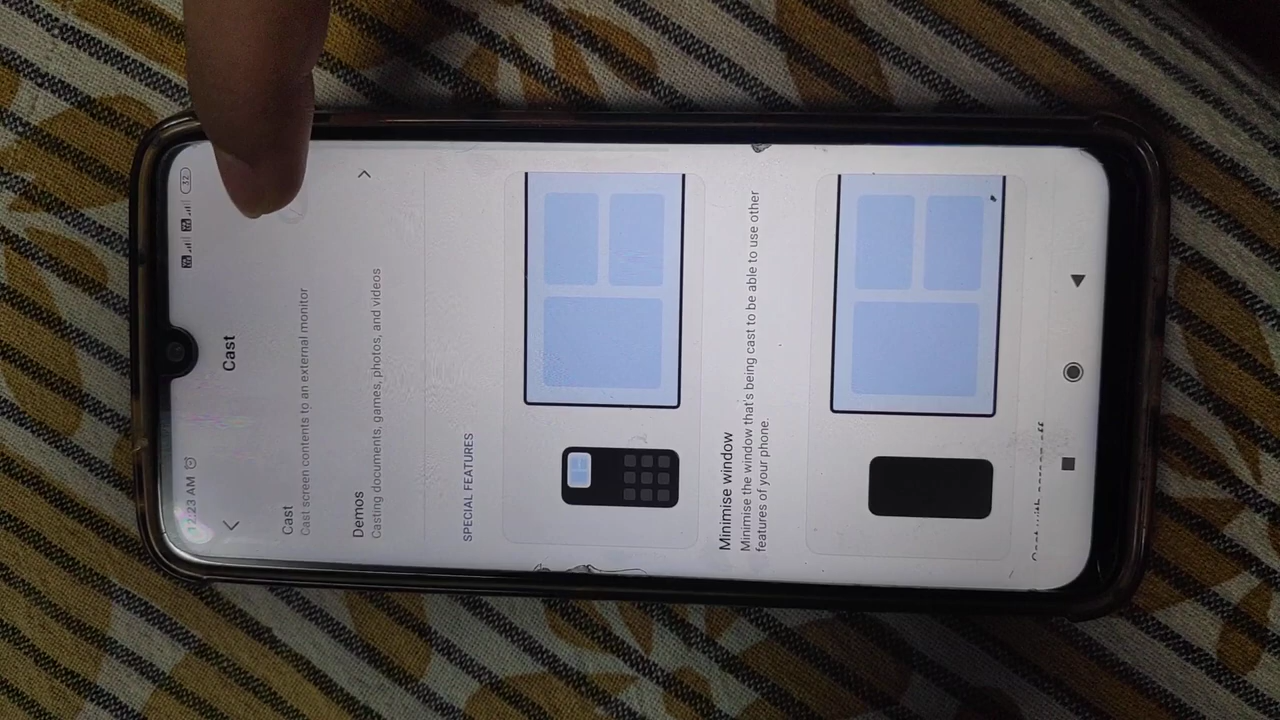 12:23 AM
32
Cast
Cast
Cast screen contents to an external monitor
Demos
Casting documents, games, photos, and videos
SPECIAL FEATURES
Minimise window
Minimise the window that's being cast to be able to use other
features of your phone.